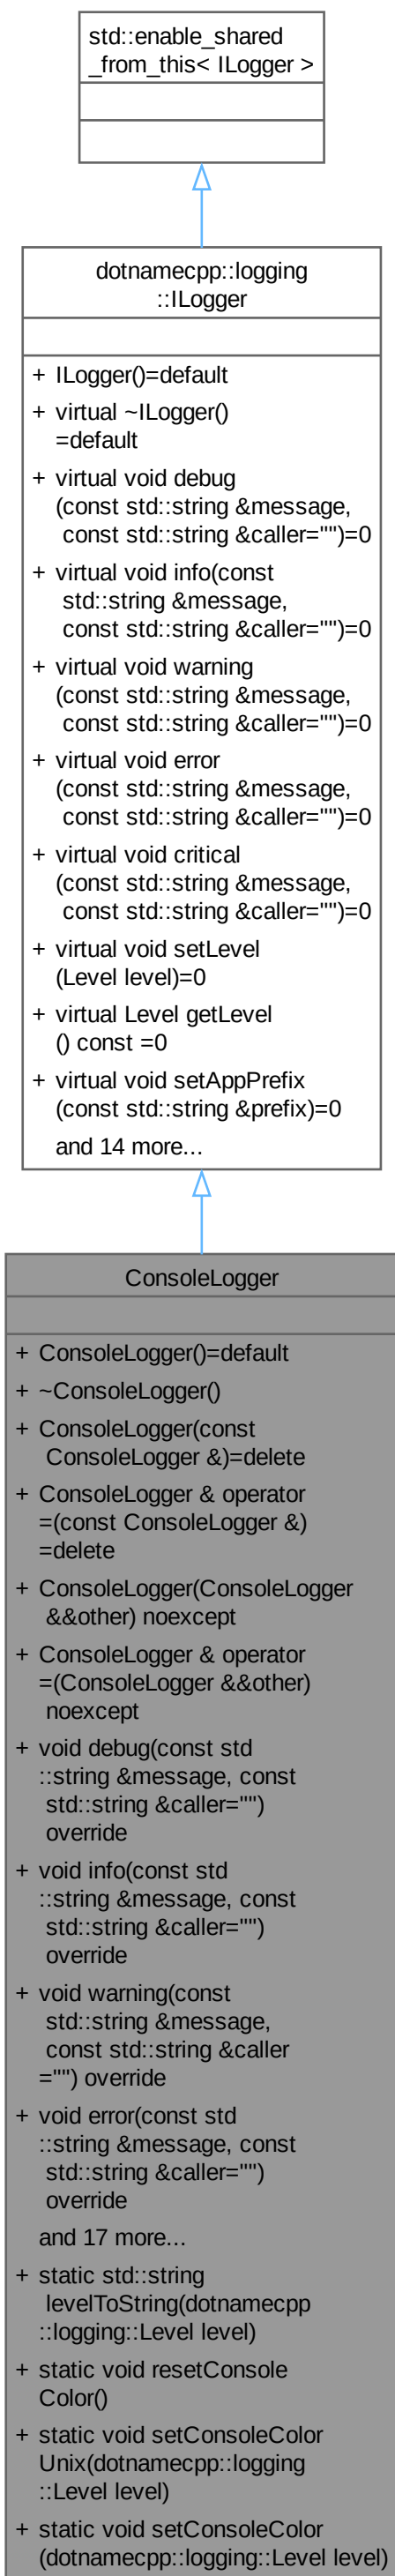 std::enable_shared
_from_this< ILogger >
dotnamecpp::logging
::ILogger
+ ILogger()=default
+ virtual ~ILogger()
=default
+ virtual void debug
(const std::string &message,
const std::string &caller="")=0
+ virtual void info(const
std::string &message,
const std::string &caller="")=0
+ virtual void warning
(const std::string &message,
const std::string &caller="")=0
+ virtual void error
(const std::string &message,
const std::string &caller="")=0
+ virtual void critical
(const std::string &message,
const std::string &caller="")=0
+ virtual void setLevel
(Level level)=0
+ virtual Level getLevel
() const =0
+ virtual void setAppPrefix
(const std::string &prefix)=0
and 14 more...
ConsoleLogger
+ ConsoleLogger()=default
+ ~ConsoleLogger()
+ ConsoleLogger(const
ConsoleLogger &)=delete
+ ConsoleLogger & operator
=(const ConsoleLogger &)
=delete
+ ConsoleLogger(ConsoleLogger
&&other) noexcept
+ ConsoleLogger & operator
=(ConsoleLogger &&other)
noexcept
+ void debug(const std
::string &message, const
std::string &caller="")
override
+ void info(const std
::string &message, const
std::string &caller="")
override
+ void warning(const
std::string &message,
const std::string &caller
="") override
+ void error(const std
::string &message, const
std::string &caller="")
override
and 17 more...
+ static std::string
levelToString(dotnamecpp
::logging::Level level)
+ static void resetConsole
Color()
+ static void setConsoleColor
Unix(dotnamecpp::logging
::Level level)
+ static void setConsoleColor
(dotnamecpp::logging::Level level)